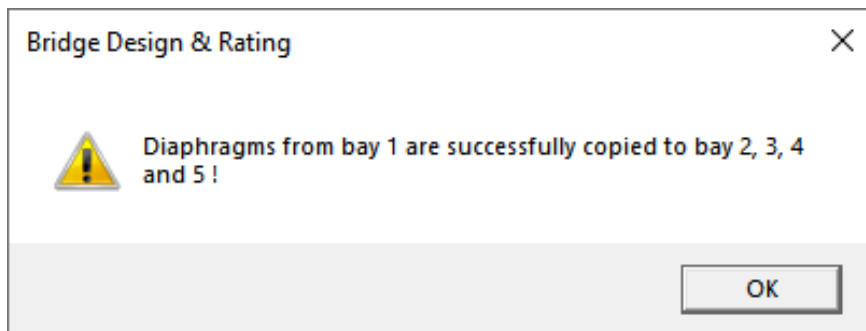 Bridge Design & Rating
Diaphragms from bay 1 are successfully copied to bay 2, 3, 4
and 5 !
OK